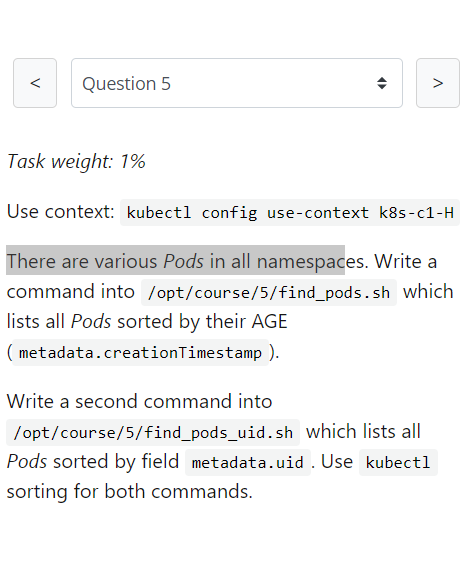 < Question 5 >
Task weight: 1%
Use context: kubectl config use-context k8s-c1-H
There are various Pods in all namespaces. Write a
command into /opt/course/5/find_pods.sh which
lists all Pods sorted by their AGE
( metadata.creationTimestamp ).
Write a second command into
/opt/course/5/find_pods_uid.sh which lists all
Pods sorted by field metadata.uid . Use kubectl
sorting for both commands.